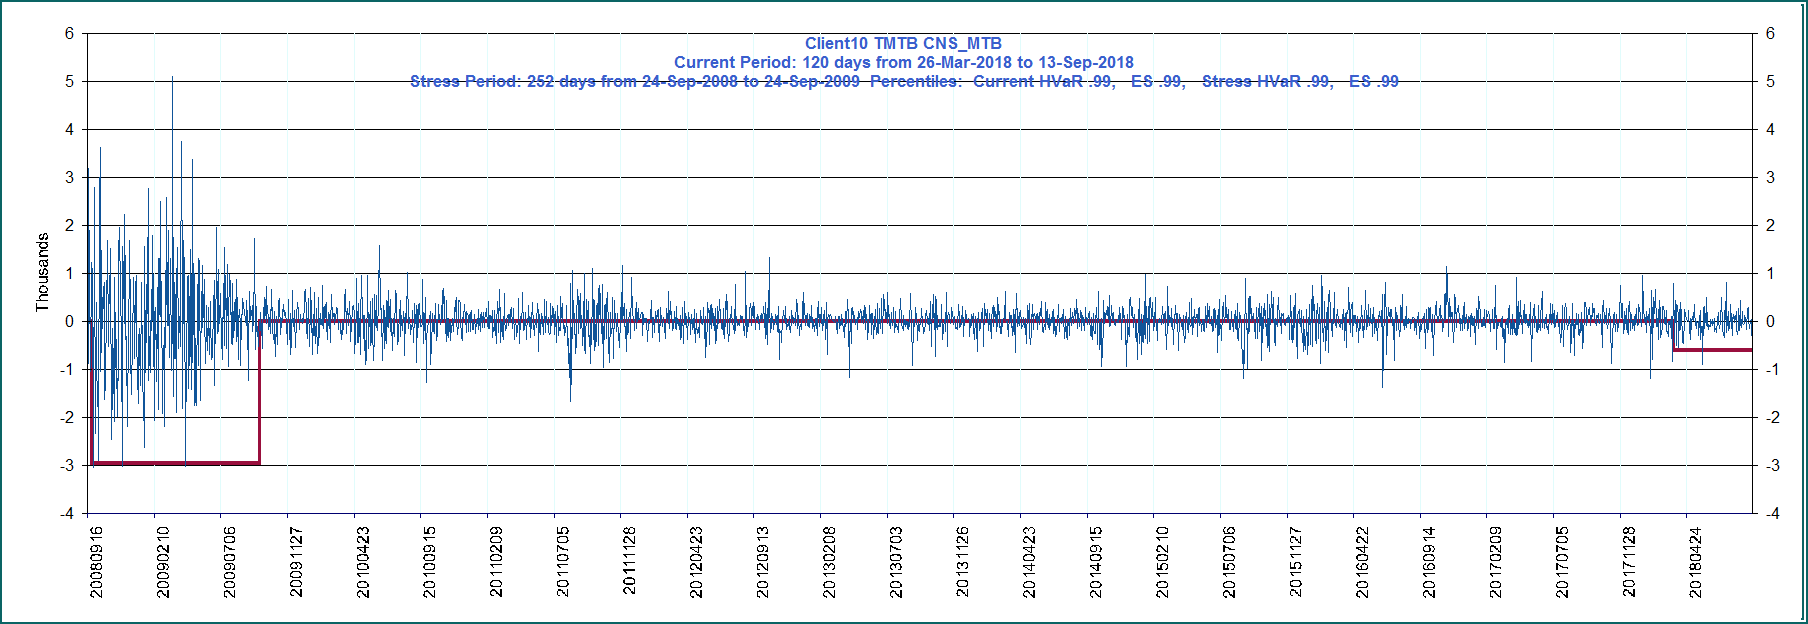 Client10 TMTB CNS_MTB
Current Period: 120 days from 26-Mar-2018 to 13-Sep-2018
Stress Period: 252 days from 24-Sep-2008 to 24-Sep-2009 Percentiles: Current HVaR .99, ES .99, Stress HVaR .99, ES .99
6 6
5 5
4 4
3 3
2 2
1 1
0 0
-1 -1
-2 -2
-3 -3
-4 -4
Thousands
20080916 20090210 20090706 20091127 20100423 20100915 20110209 20110705 20111128 20120423 20120913 20130208 20130703 20131126 20140423 20140915 20150210 20150706 20151127 20160422 20160914 20170209 20170705 20171128 20180424